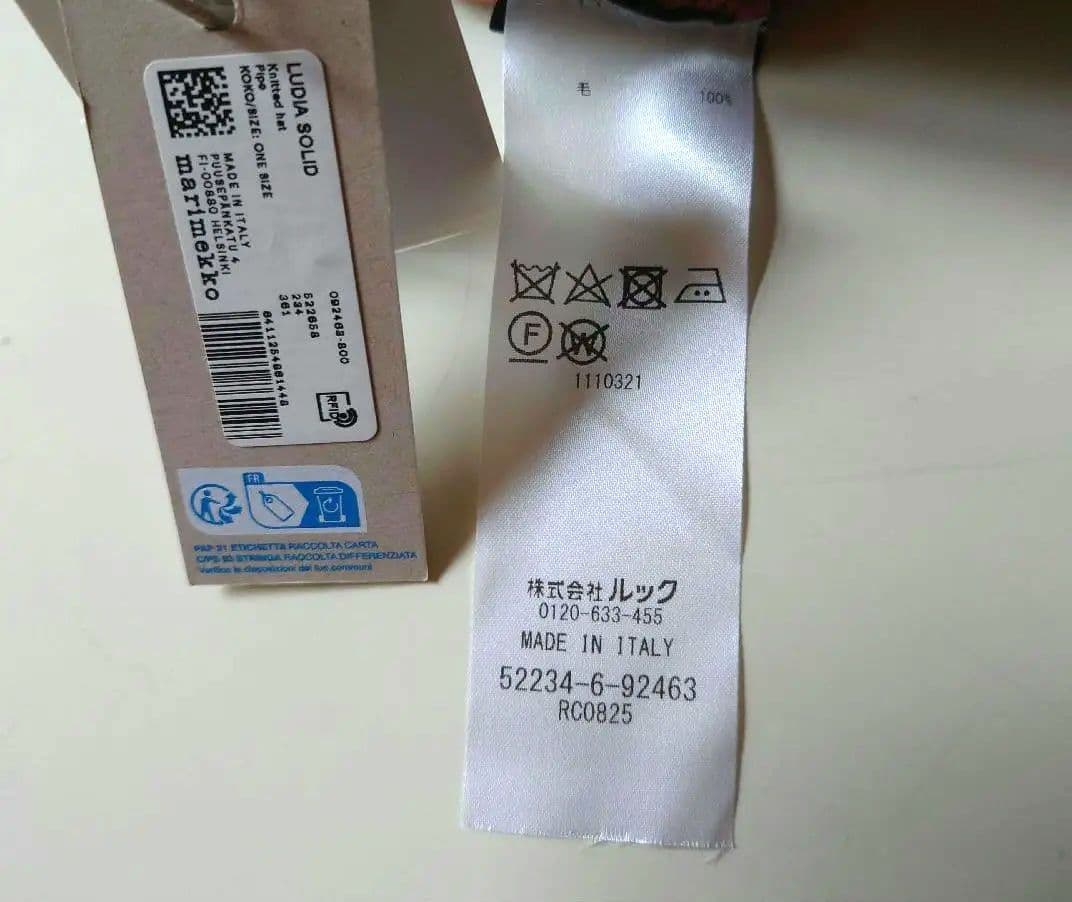 LUDIA SOLID
Knitted hat
Pipo
KOKO/SIZE: ONE SIZE
MADE IN ITALY
PUUSEPÄNKATU 4
FI-00880 HELSINKI
marimekko
092463-800
522658
234
361
6411254861448
RFID
FR
PAP 21 ETICHETTA RACCOLTA CARTA
C/PS 90 STRINGA RACCOLTA DIFFERENZIATA
Verifica le disposizioni del tuo comune
毛 100%
F
W
1110321
株式会社 ルック
0120-633-455
MADE IN ITALY
52234-6-92463
RC0825